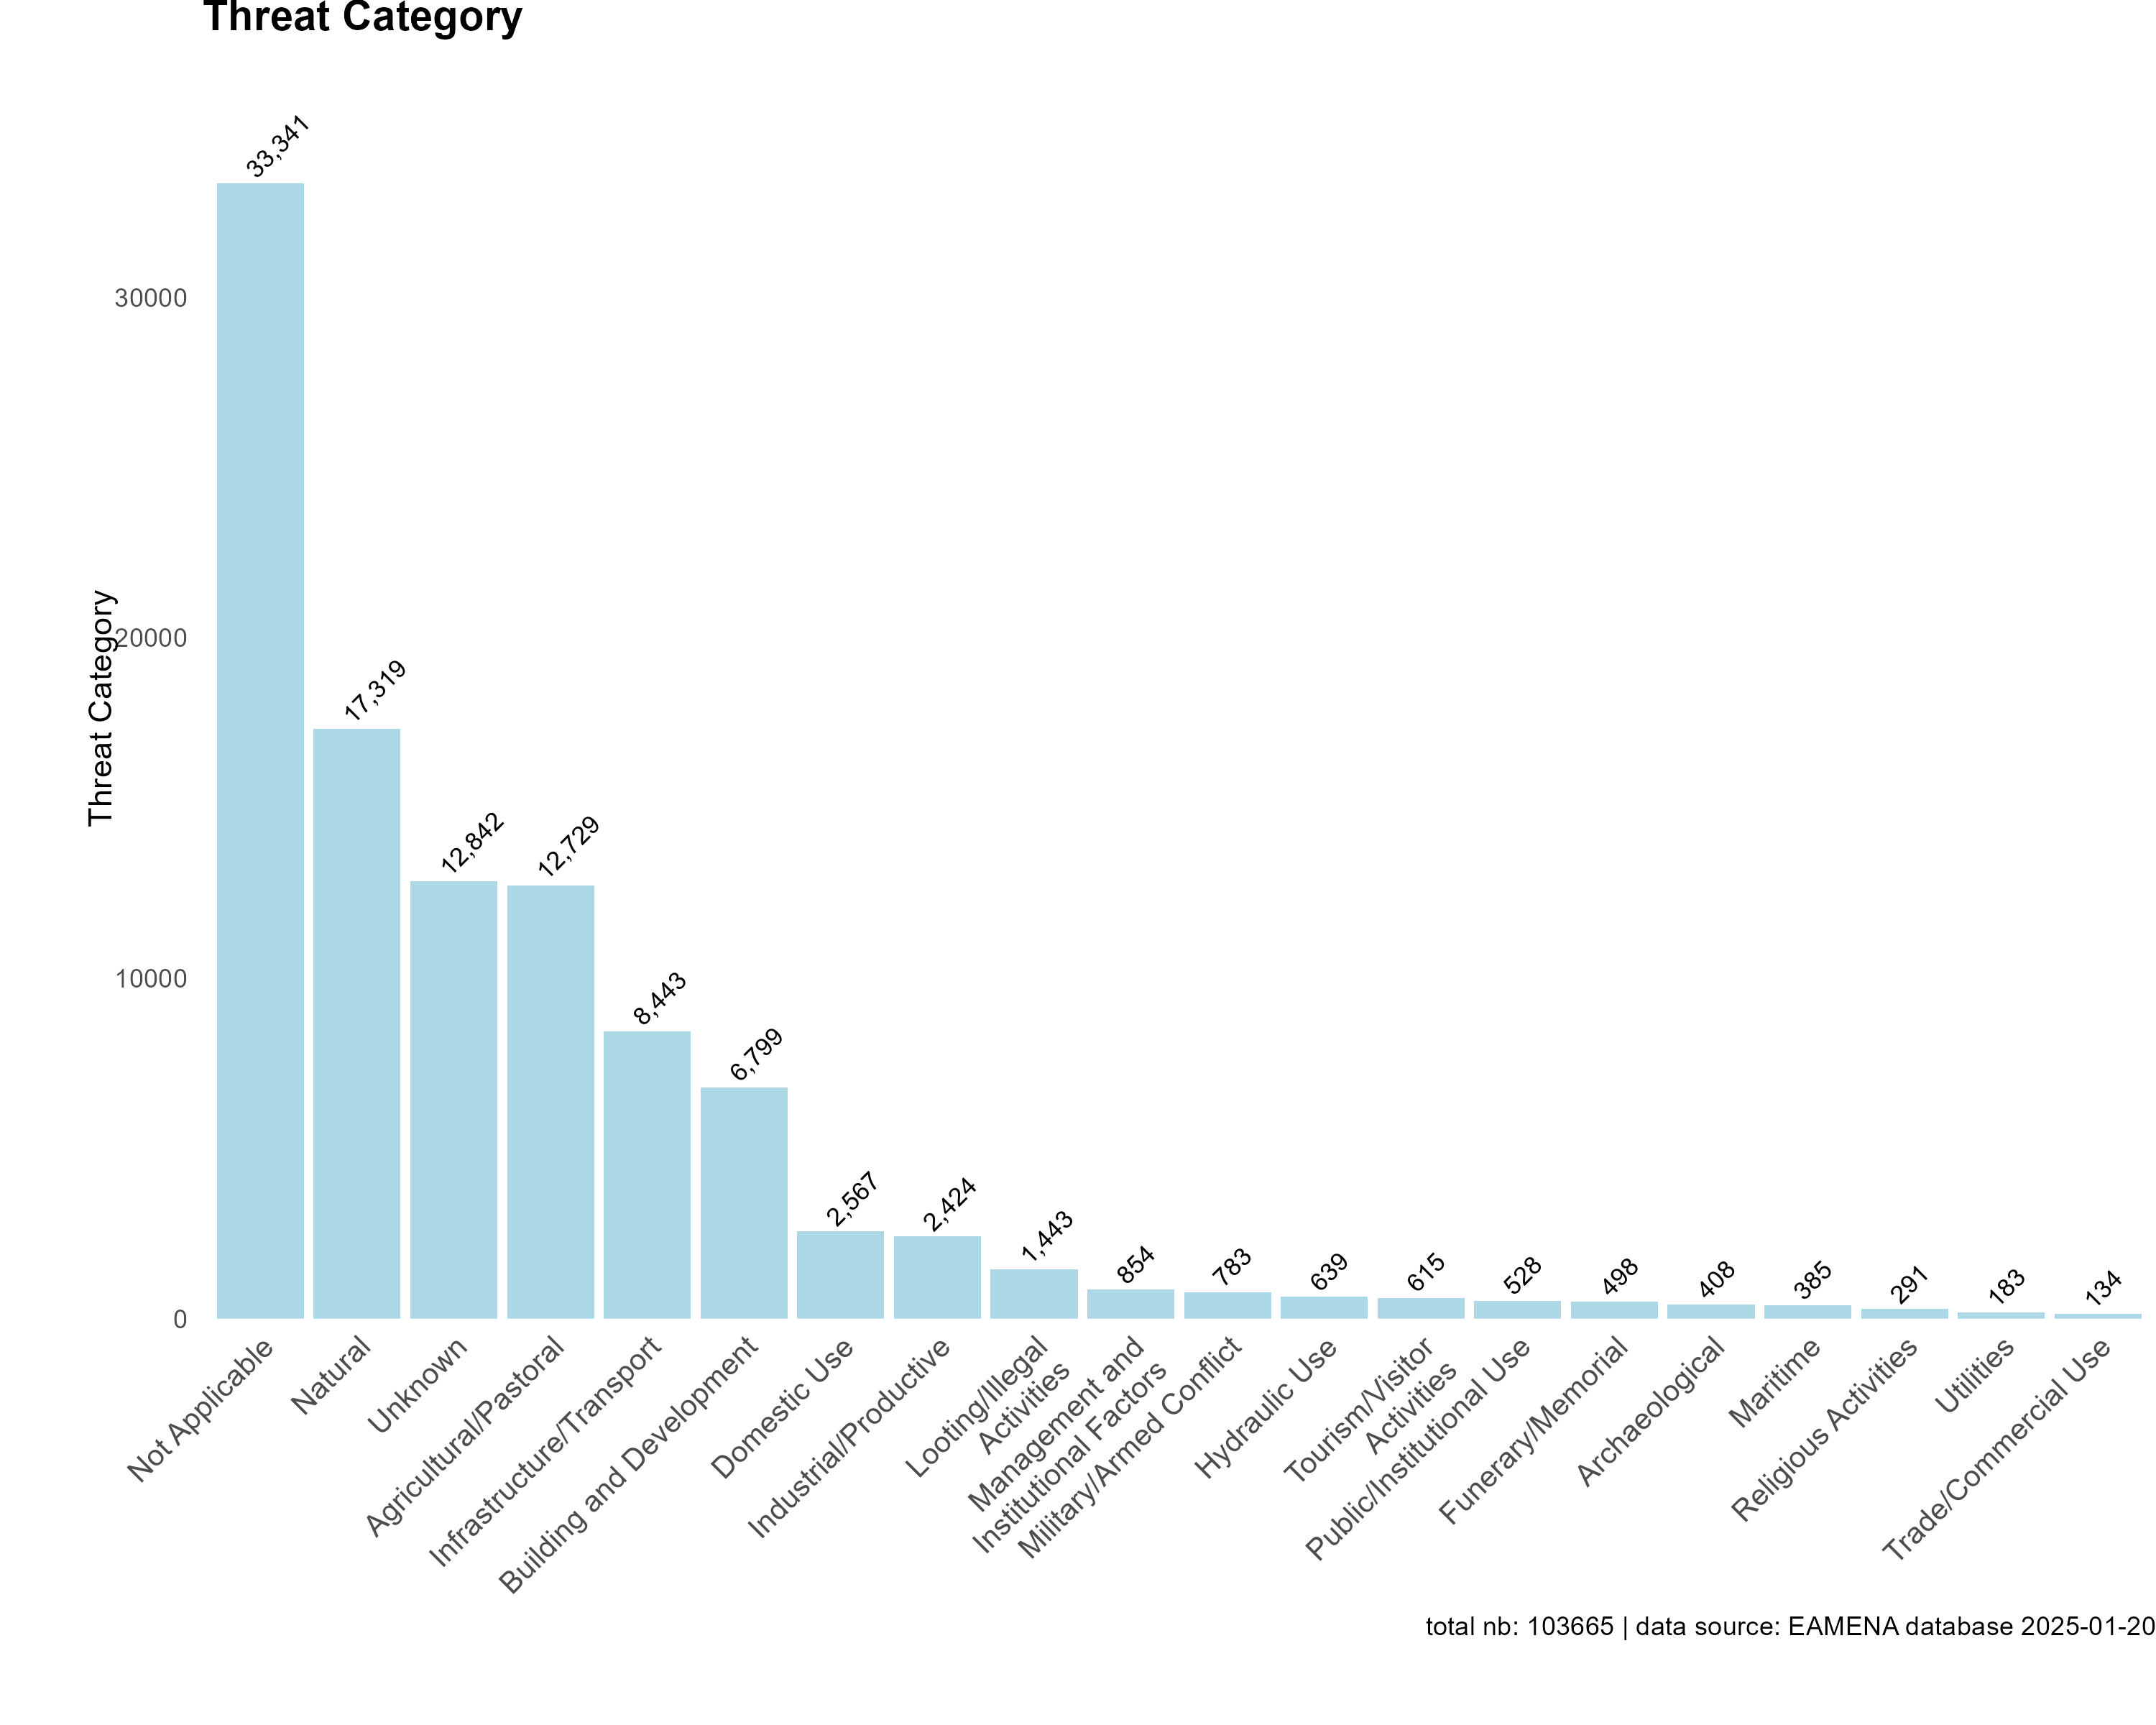 Threat Category
Threat Category
30000
20000
10000
0
33,341
17,319
12,842
12,729
8,443
6,799
2,567
2,424
1,443
854
783
639
615
528
498
408
385
291
183
134
Not Applicable
Natural
Unknown
Agricultural/Pastoral
Infrastructure/Transport
Building and Development
Domestic Use
Industrial/Productive
Looting/Illegal
Activities
Management and
Institutional Factors
Military/Armed Conflict
Hydraulic Use
Tourism/Visitor
Activities
Public/Institutional Use
Funerary/Memorial
Archaeological
Maritime
Religious Activities
Utilities
Trade/Commercial Use
total nb: 103665 | data source: EAMENA database 2025-01-20